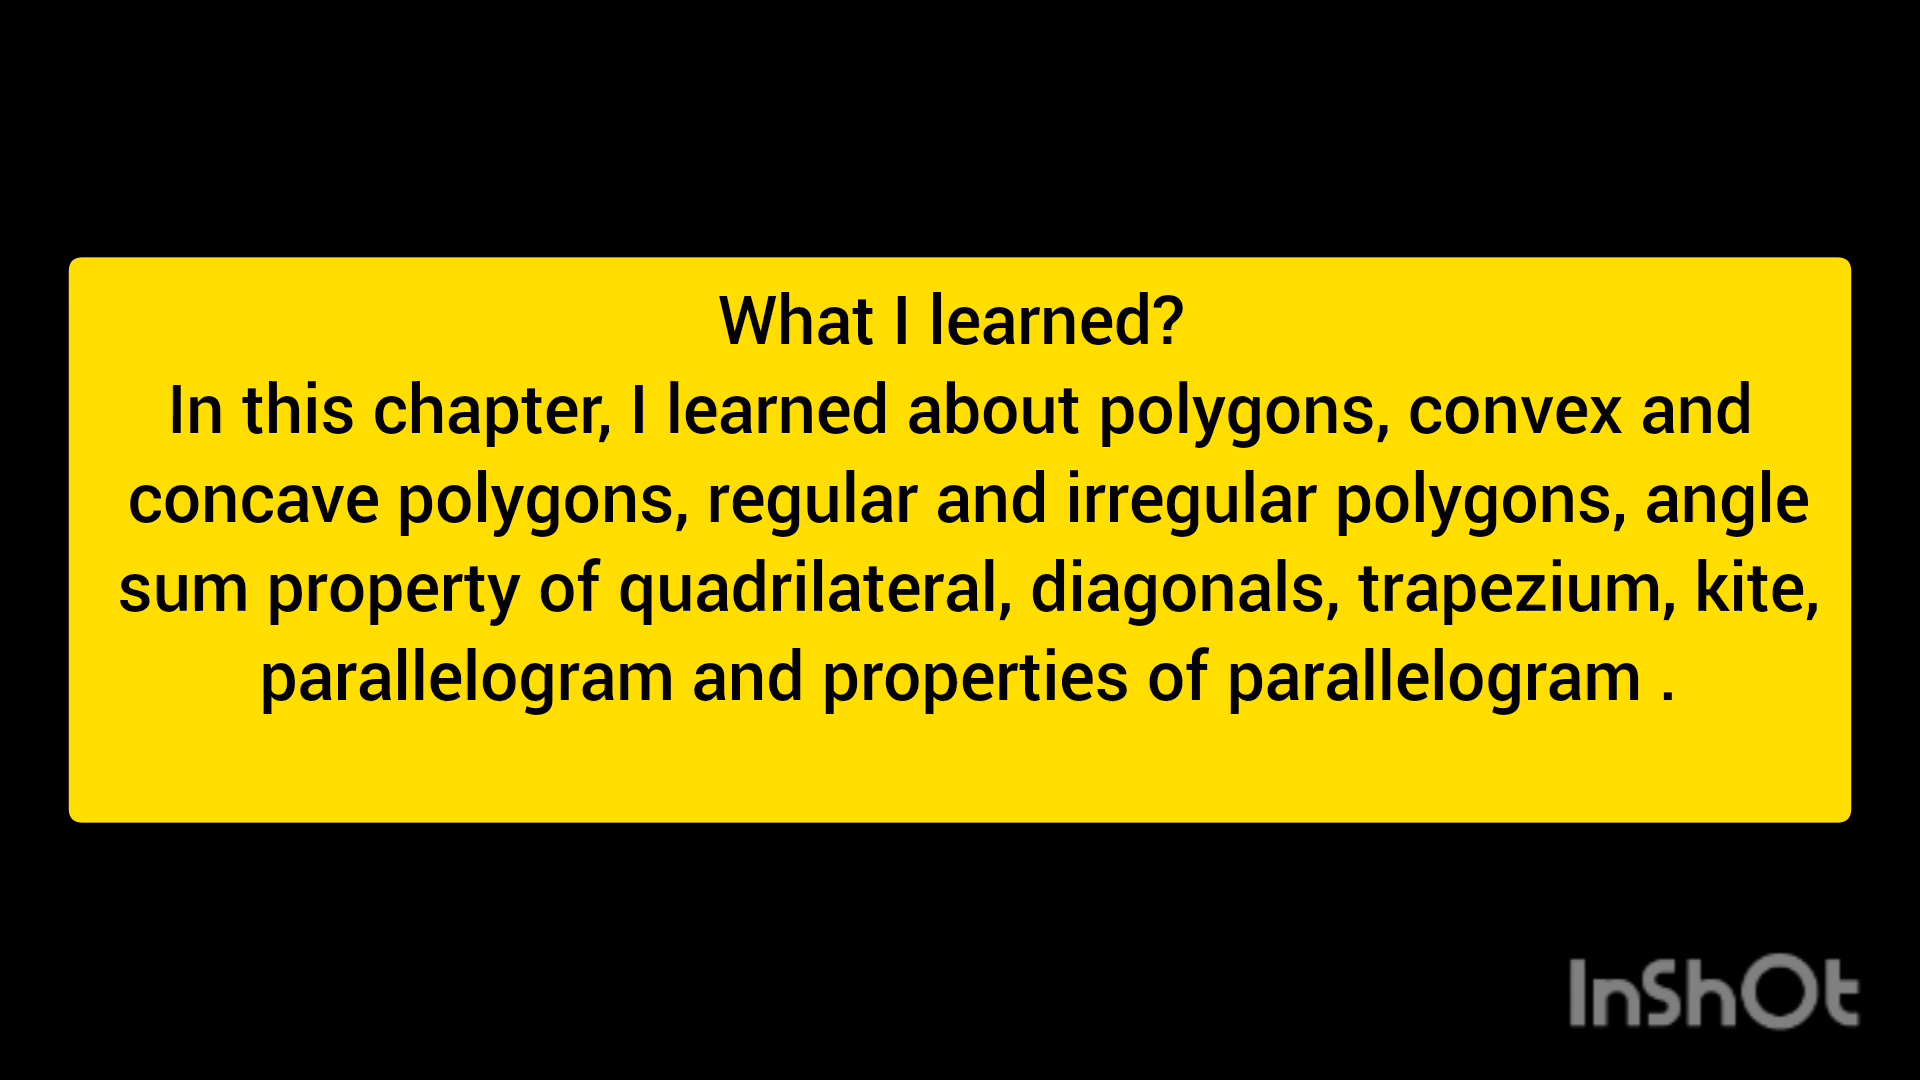 What I learned?
In this chapter, I learned about polygons, convex and
concave polygons, regular and irregular polygons, angle
sum property of quadrilateral, diagonals, trapezium, kite,
parallelogram and properties of parallelogram .
InShOt